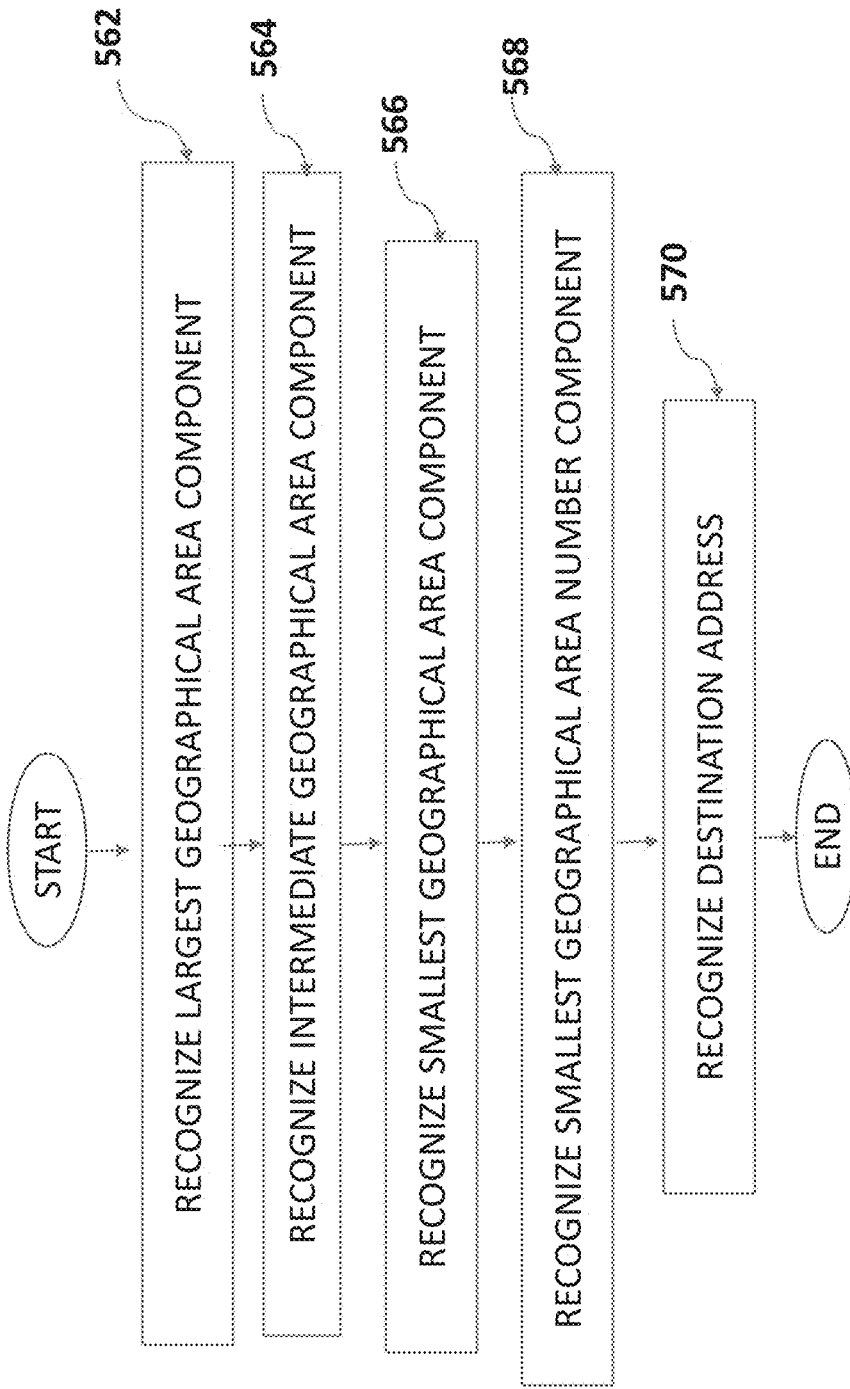 START
RECOGNIZE LARGEST GEOGRAPHICAL AREA COMPONENT
562
RECOGNIZE INTERMEDIATE GEOGRAPHICAL AREA COMPONENT
564
RECOGNIZE SMALLEST GEOGRAPHICAL AREA COMPONENT
566
RECOGNIZE SMALLEST GEOGRAPHICAL AREA NUMBER COMPONENT
568
RECOGNIZE DESTINATION ADDRESS
570
END